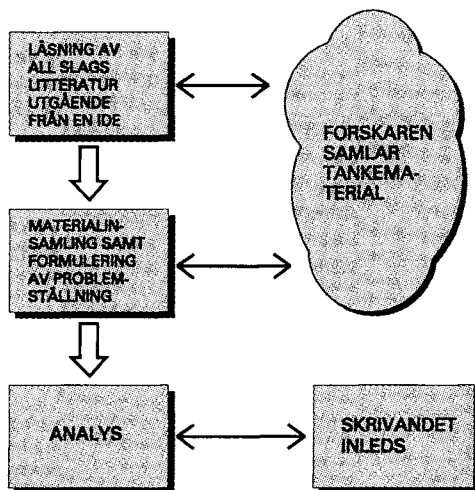 LÄSNING AV
ALL SLAGS
LITTERATUR
UTGÅENDE
FRÅN EN IDE
FORSKAREN
SAMLAR
TANKEMA-
TERIAL
MATERIALIN-
SAMLING SAMT
FORMULERING
AV PROBLEM-
STÄLLNING
ANALYS
SKRIVANDET
INLEDS